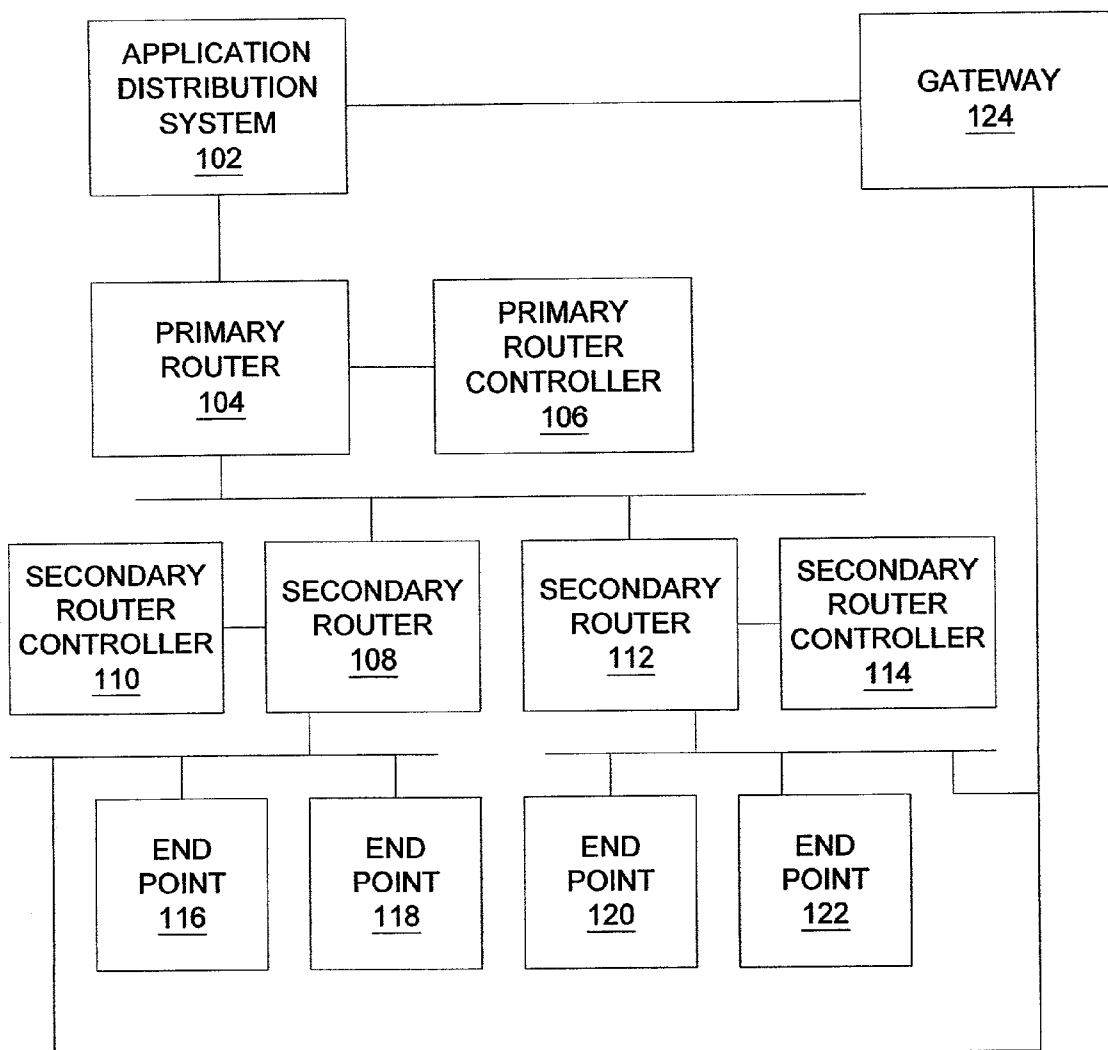 APPLICATION
DISTRIBUTION
SYSTEM
102
GATEWAY
124
PRIMARY
ROUTER
104
PRIMARY
ROUTER
CONTROLLER
106
SECONDARY
ROUTER
CONTROLLER
110
SECONDARY
ROUTER
108
SECONDARY
ROUTER
112
SECONDARY
ROUTER
CONTROLLER
114
END
POINT
116
END
POINT
118
END
POINT
120
END
POINT
122